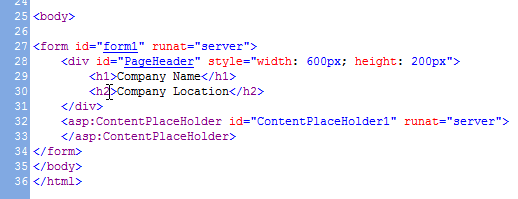 24
25 <body>
26
27 <form id="form1" runat="server">
28     <div id="PageHeader" style="width: 600px; height: 200px">
29         <h1>Company Name</h1>
30         <h2>Company Location</h2>
31     </div>
32     <asp:ContentPlaceHolder id="ContentPlaceHolder1" runat="server">
33     </asp:ContentPlaceHolder>
34 </form>
35 </body>
36 </html>